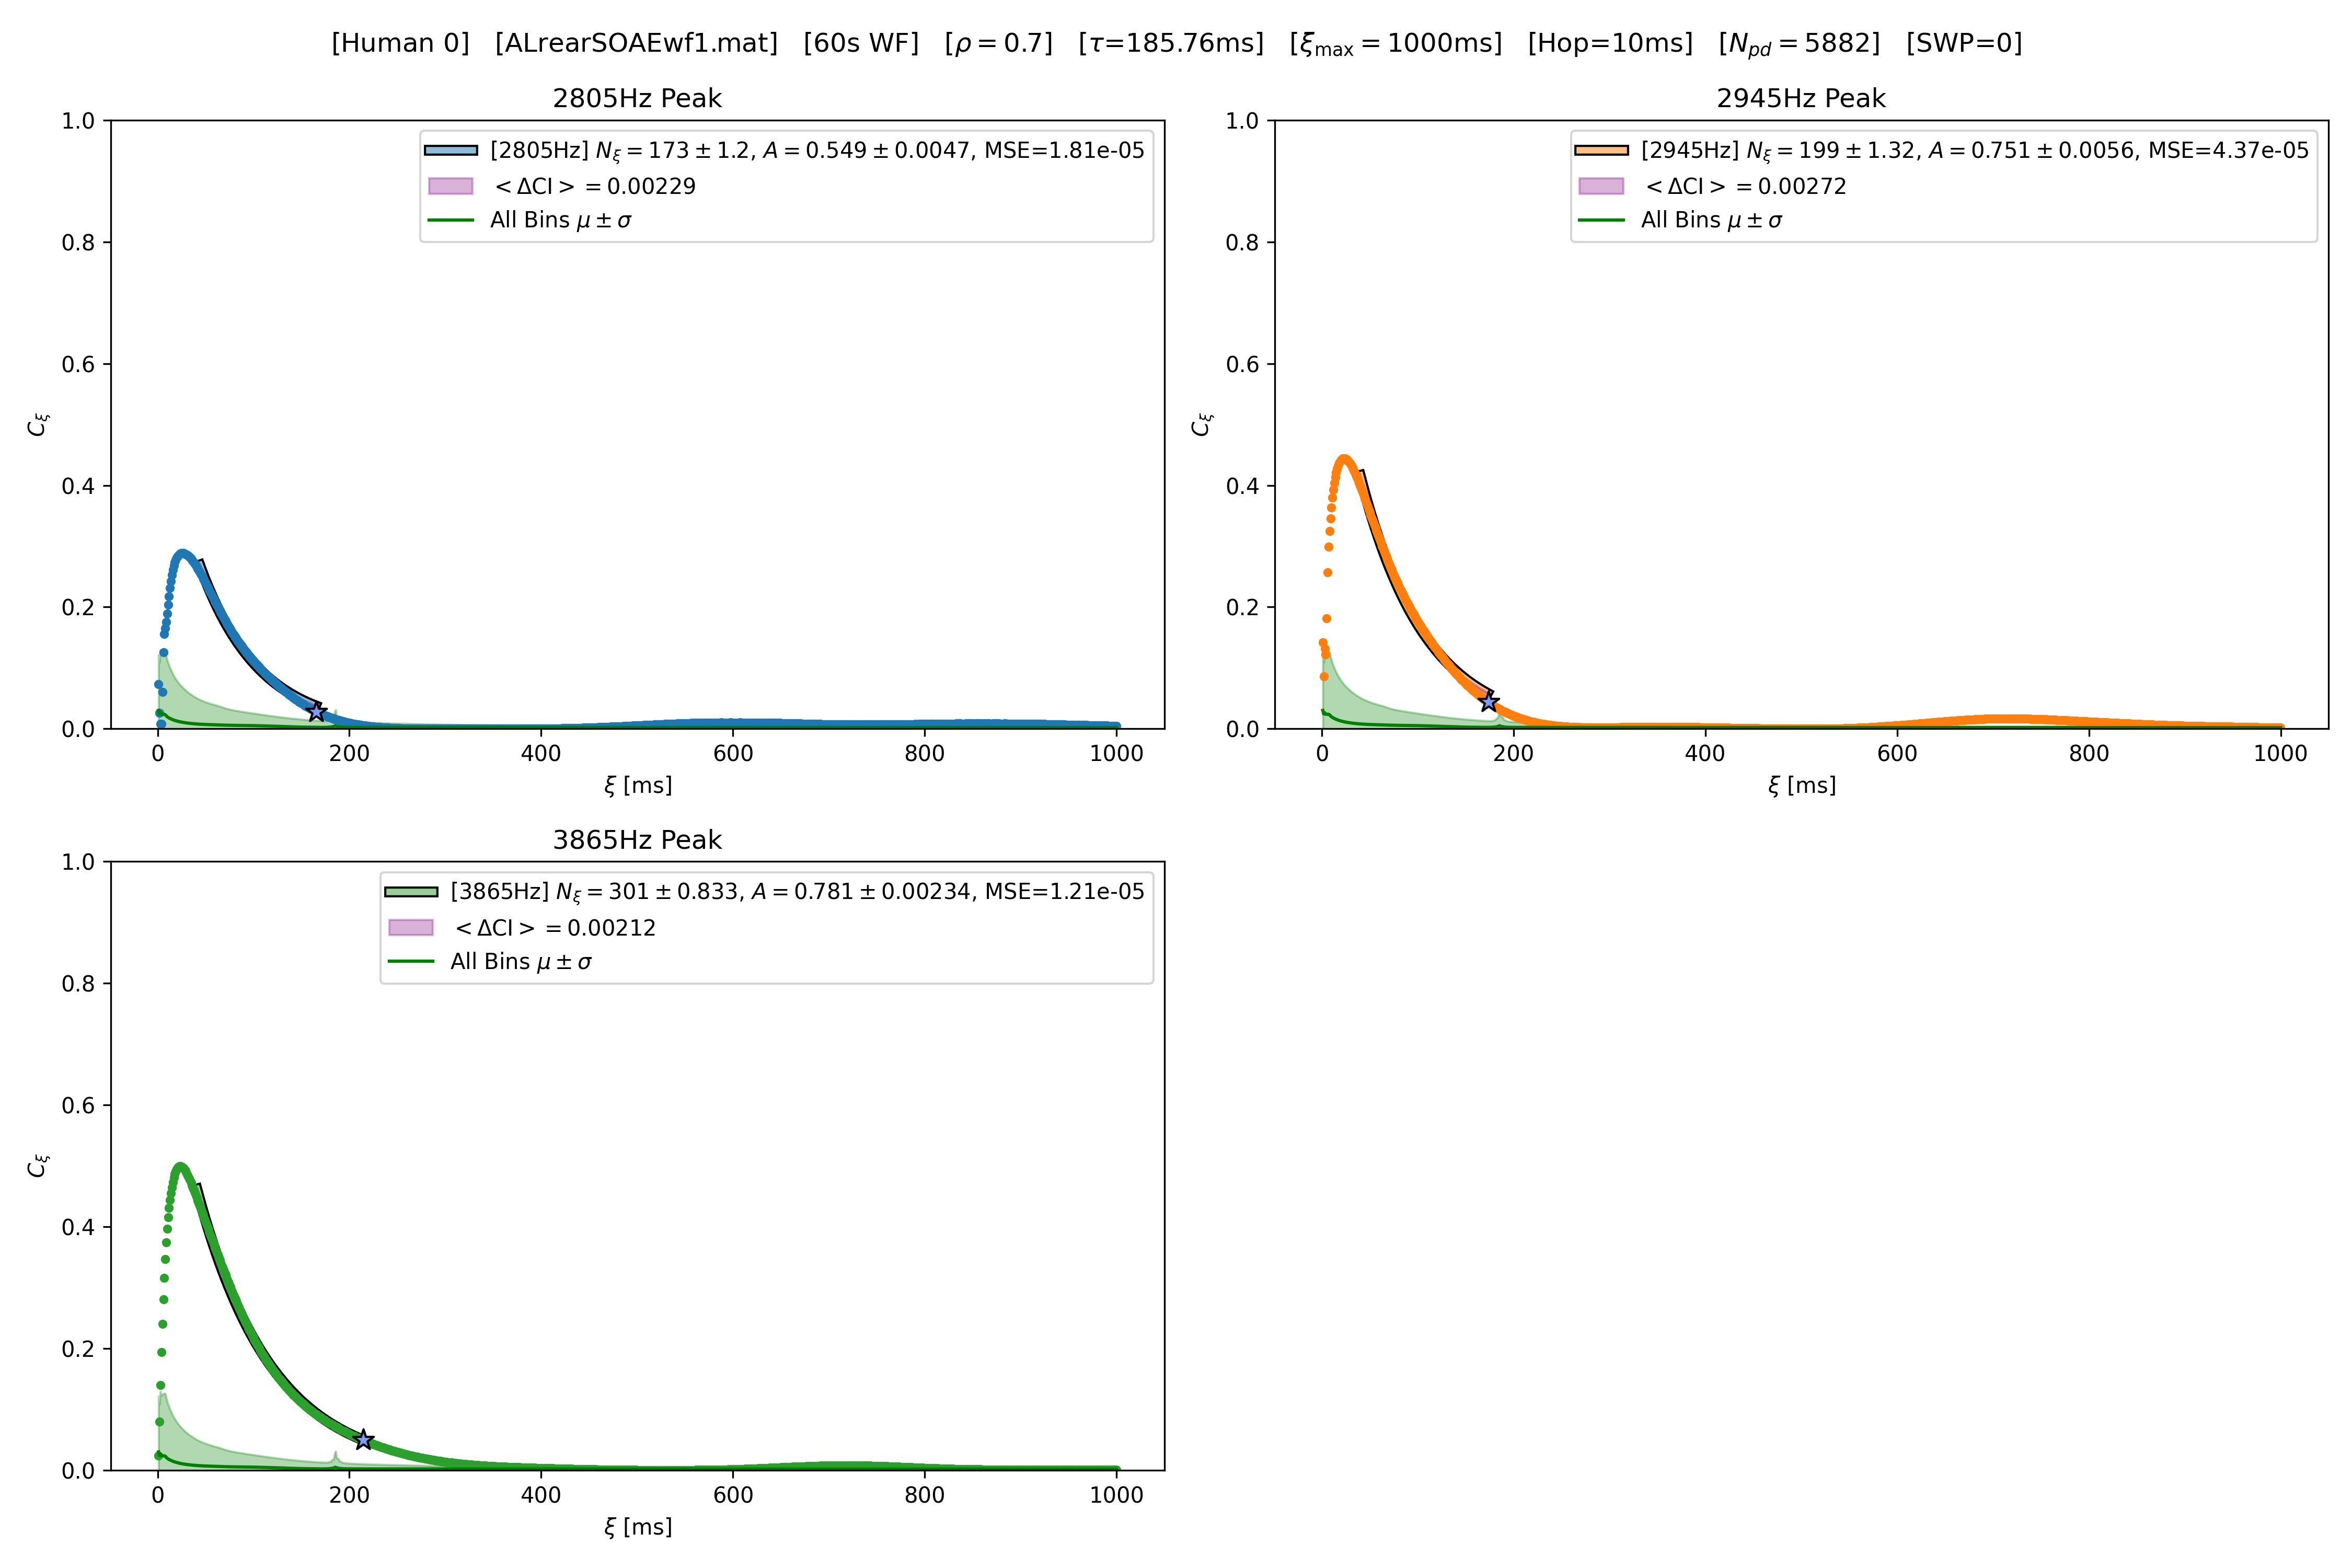 [Human 0] [ALrearSOAEwf1.mat] [60s WF] [ρ = 0.7] [τ=185.76ms] [ξmax = 1000ms] [Hop=10ms] [Npd = 5882] [SWP=0]
2805Hz Peak
[2805Hz] Nξ = 173 ± 1.2, A = 0.549 ± 0.0047, MSE=1.81e-05
< ΔCI > = 0.00229
All Bins μ ± σ
1.0
0.8
0.6
0.4
0.2
0.0
Cξ
0 200 400 600 800 1000
ξ [ms]
2945Hz Peak
[2945Hz] Nξ = 199 ± 1.32, A = 0.751 ± 0.0056, MSE=4.37e-05
< ΔCI > = 0.00272
All Bins μ ± σ
1.0
0.8
0.6
0.4
0.2
0.0
Cξ
0 200 400 600 800 1000
ξ [ms]
3865Hz Peak
[3865Hz] Nξ = 301 ± 0.833, A = 0.781 ± 0.00234, MSE=1.21e-05
< ΔCI > = 0.00212
All Bins μ ± σ
1.0
0.8
0.6
0.4
0.2
0.0
Cξ
0 200 400 600 800 1000
ξ [ms]